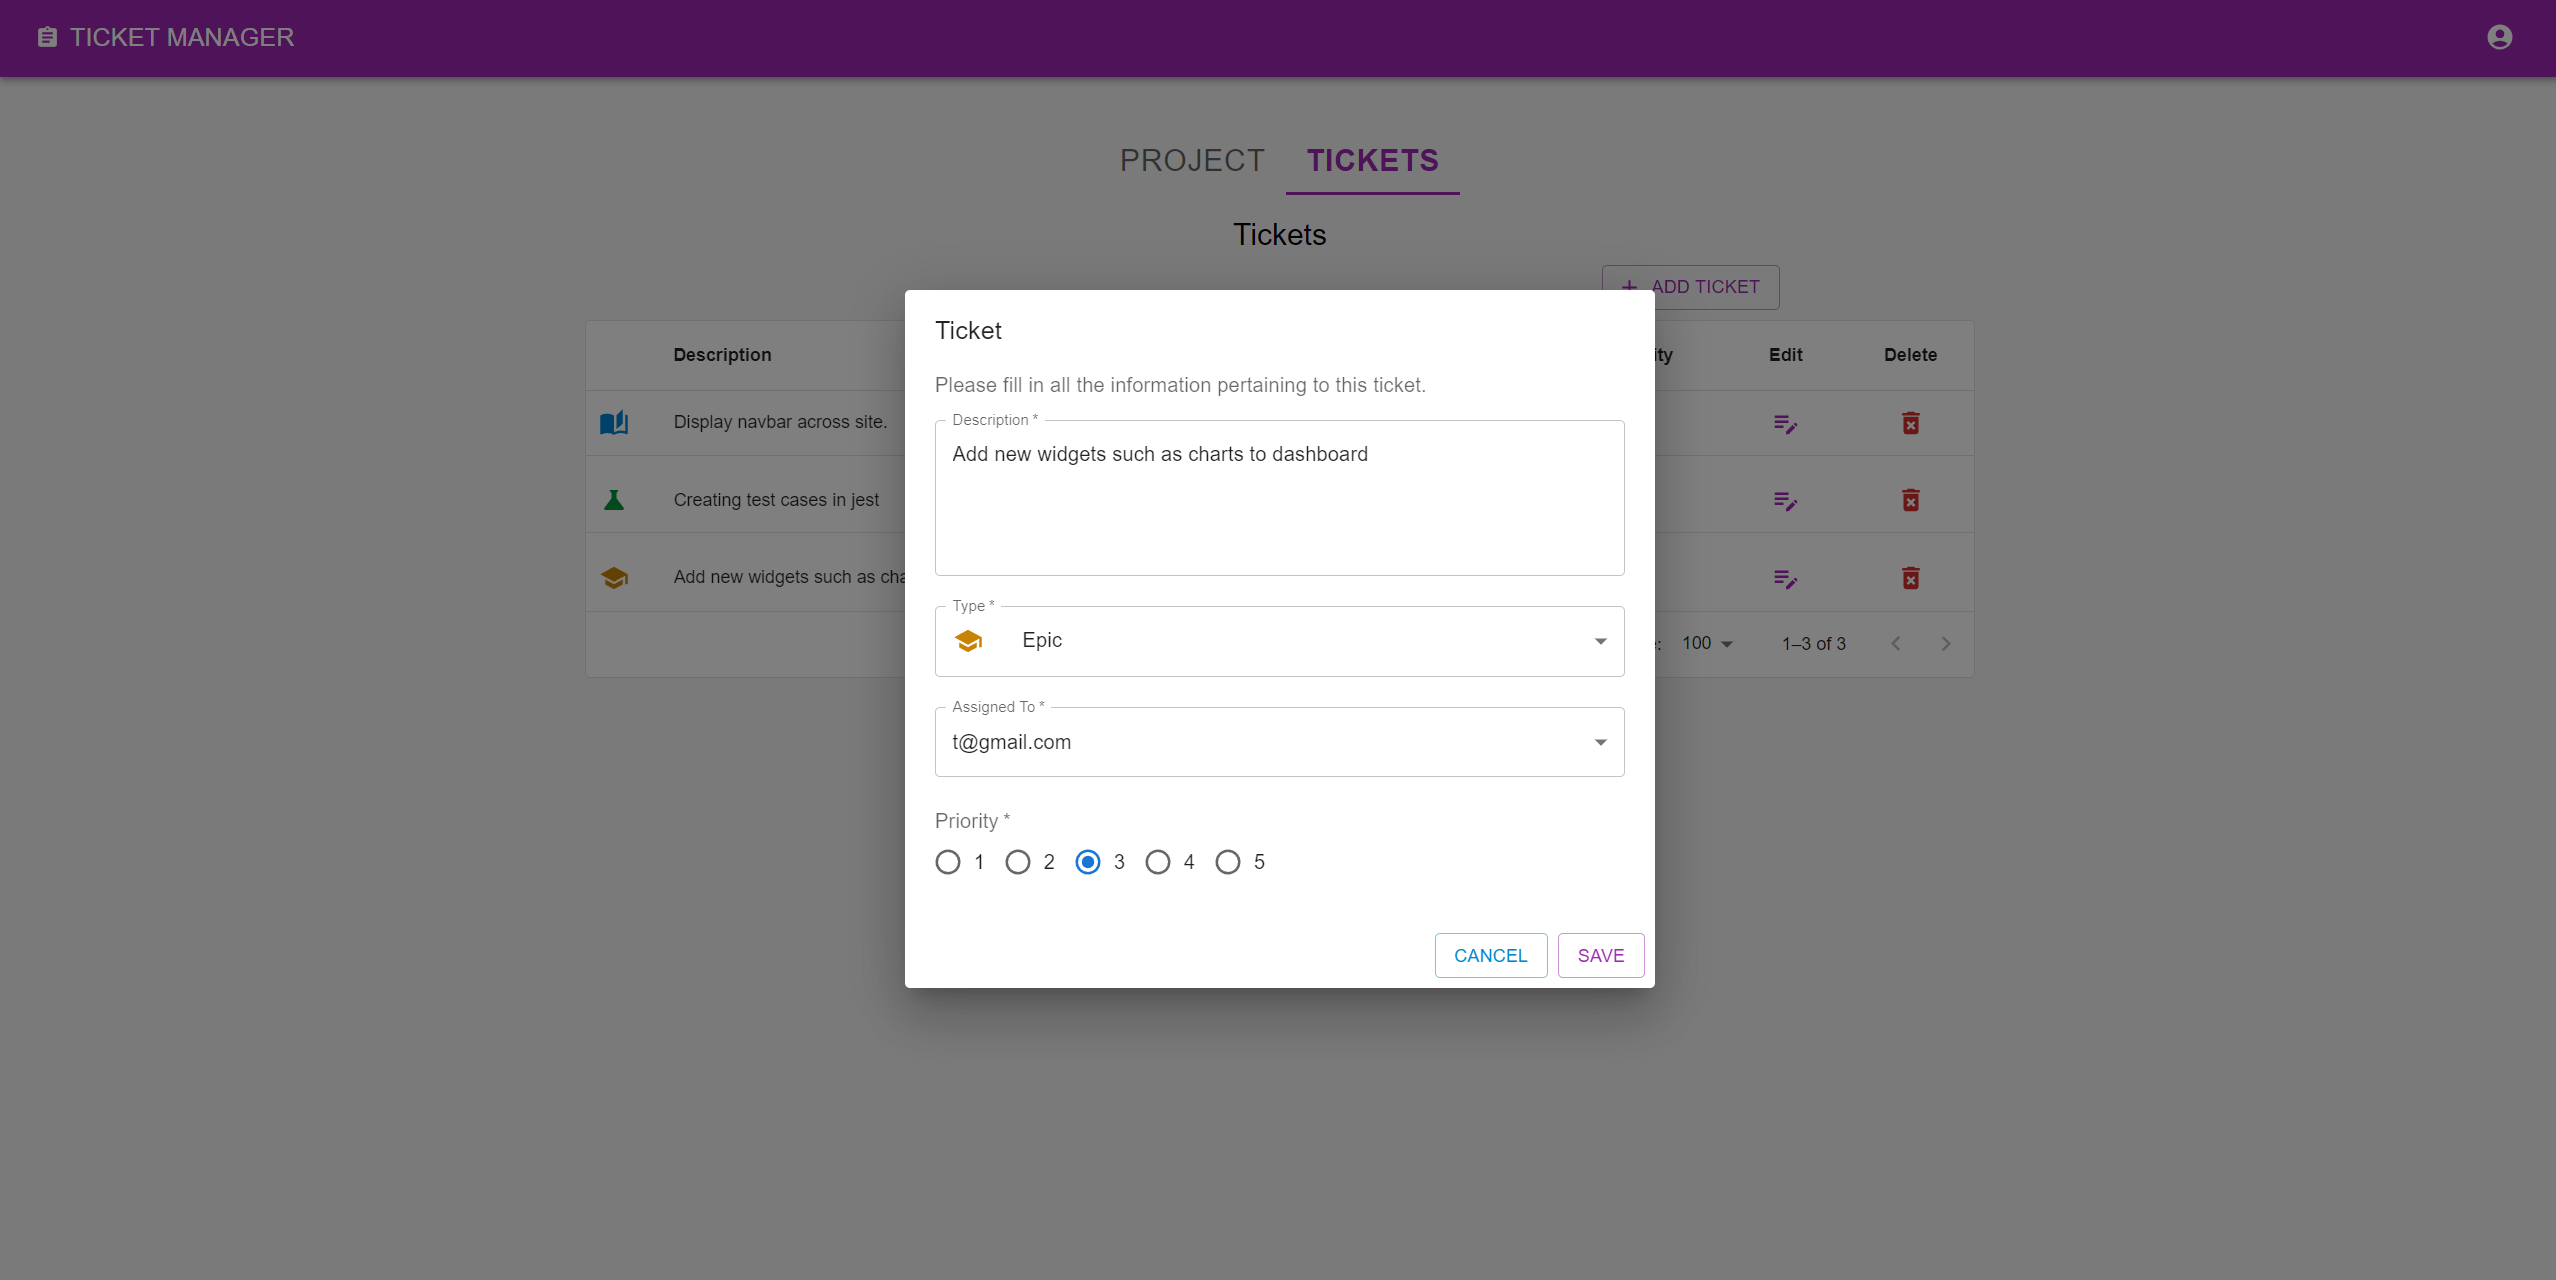 TICKET MANAGER
PROJECT TICKETS
Tickets
ADD TICKET
Description Edit Delete
Display navbar across site.
Creating test cases in jest
Add new widgets such as
100 1–3 of 3
Ticket
Please fill in all the information pertaining to this ticket.
Description *
Add new widgets such as charts to dashboard
Type *
Epic
Assigned To *
t@gmail.com
Priority *
1 2 3 4 5
CANCEL SAVE